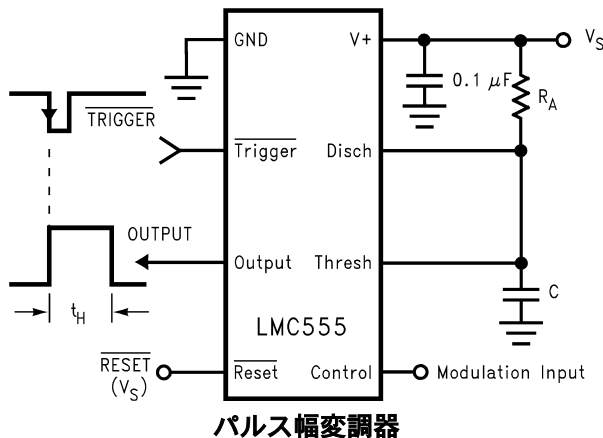 GND
V+
V_S
0.1 μF
R_A
TRIGGER
Trigger
Disch
OUTPUT
Output
Thresh
C
t_H
LMC555
RESET
(V_S)
Reset
Control
Modulation Input
パルス幅変調器